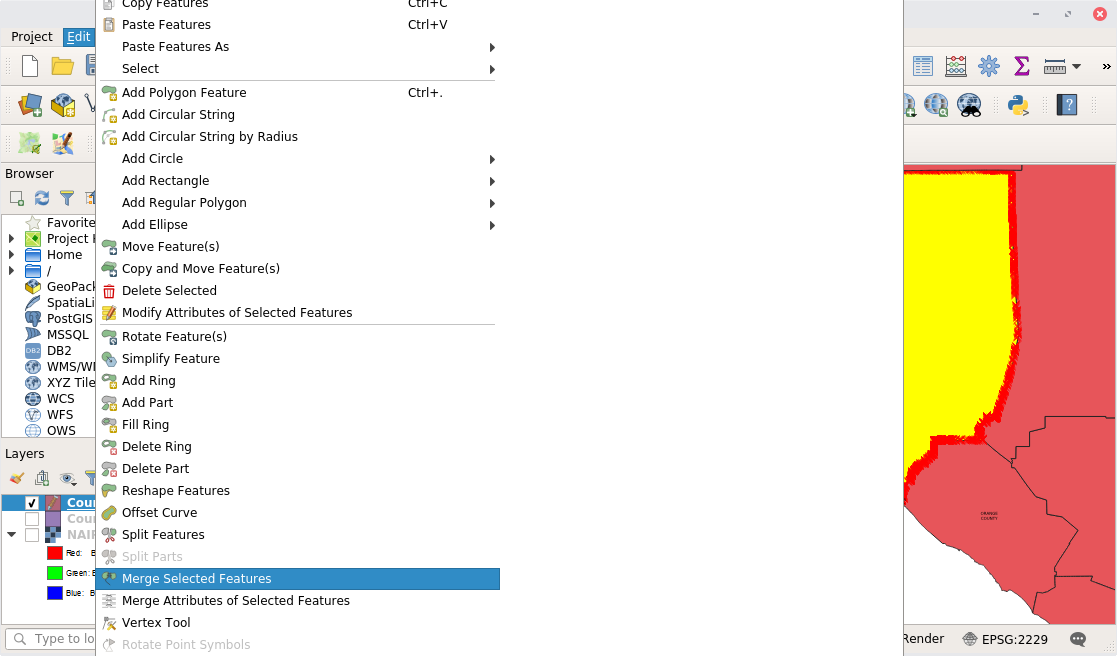 Copy Features Ctrl+C
Project Edit
Paste Features Ctrl+V
Paste Features As
Select
Add Polygon Feature Ctrl+.
Add Circular String
Add Circular String by Radius
Add Circle
Add Rectangle
Add Regular Polygon
Add Ellipse
Move Feature(s)
Copy and Move Feature(s)
Delete Selected
Modify Attributes of Selected Features
Rotate Feature(s)
Simplify Feature
Add Ring
Add Part
Fill Ring
Delete Ring
Delete Part
Reshape Features
Offset Curve
Split Features
Split Parts
Merge Selected Features
Merge Attributes of Selected Features
Vertex Tool
Rotate Point Symbols
Browser
Favorite
Project H
Home
/
GeoPack
SpatiaLi
PostGIS
MSSQL
DB2
WMS/W
XYZ Tile
WCS
WFS
OWS
Layers
Coun
Coun
NAIP
Red: B
Green: B
Blue: B
Type to lo
ORANGE
COUNTY
Render EPSG:2229